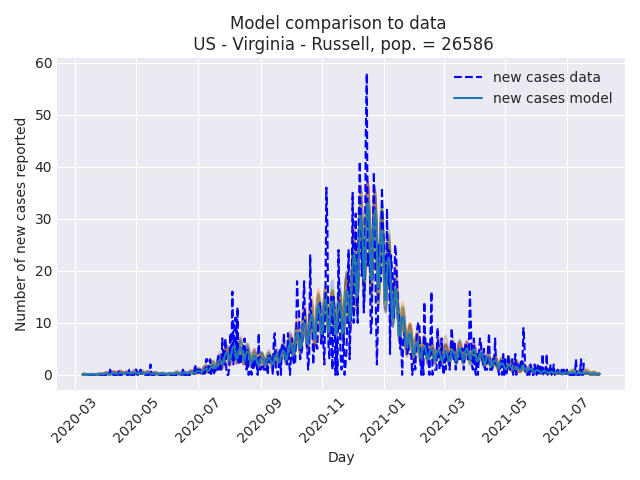 Model comparison to data
US - Virginia - Russell, pop. = 26586
new cases data
new cases model
Number of new cases reported
60
50
40
30
20
10
0
2020-03
2020-05
2020-07
2020-09
2020-11
2021-01
2021-03
2021-05
2021-07
Day